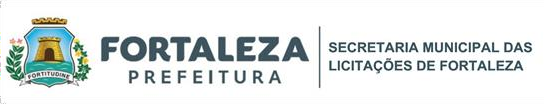 FORTITUDINE
FORTALEZA
PREFEITURA
SECRETARIA MUNICIPAL DAS
LICITAÇÕES DE FORTALEZA